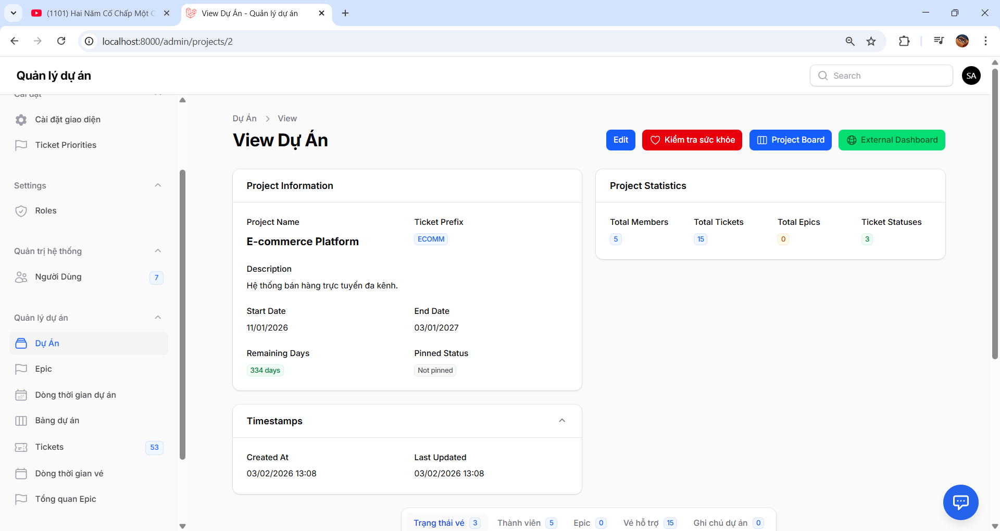 (1101) Hai Năm Cố Chấp Một
View Dự Án - Quản lý dự án
localhost:8000/admin/projects/2
Quản lý dự án
Search
SA
Cài đặt
Cài đặt giao diện
Ticket Priorities
Settings
Roles
Quản trị hệ thống
Người Dùng
7
Quản lý dự án
Dự Án
Epic
Dòng thời gian dự án
Bảng dự án
Tickets
53
Dòng thời gian vé
Tổng quan Epic
Dự Án > View
View Dự Án
Edit
Kiểm tra sức khỏe
Project Board
External Dashboard
Project Information
Project Name
Ticket Prefix
E-commerce Platform
ECOMM
Description
Hệ thống bán hàng trực tuyến đa kênh.
Start Date
End Date
11/01/2026
03/01/2027
Remaining Days
Pinned Status
334 days
Not pinned
Timestamps
Created At
Last Updated
03/02/2026 13:08
03/02/2026 13:08
Project Statistics
Total Members
Total Tickets
Total Epics
Ticket Statuses
5
15
0
3
Trạng thái vé 3
Thành viên 5
Epic 0
Vé hỗ trợ 15
Ghi chú dự án 0